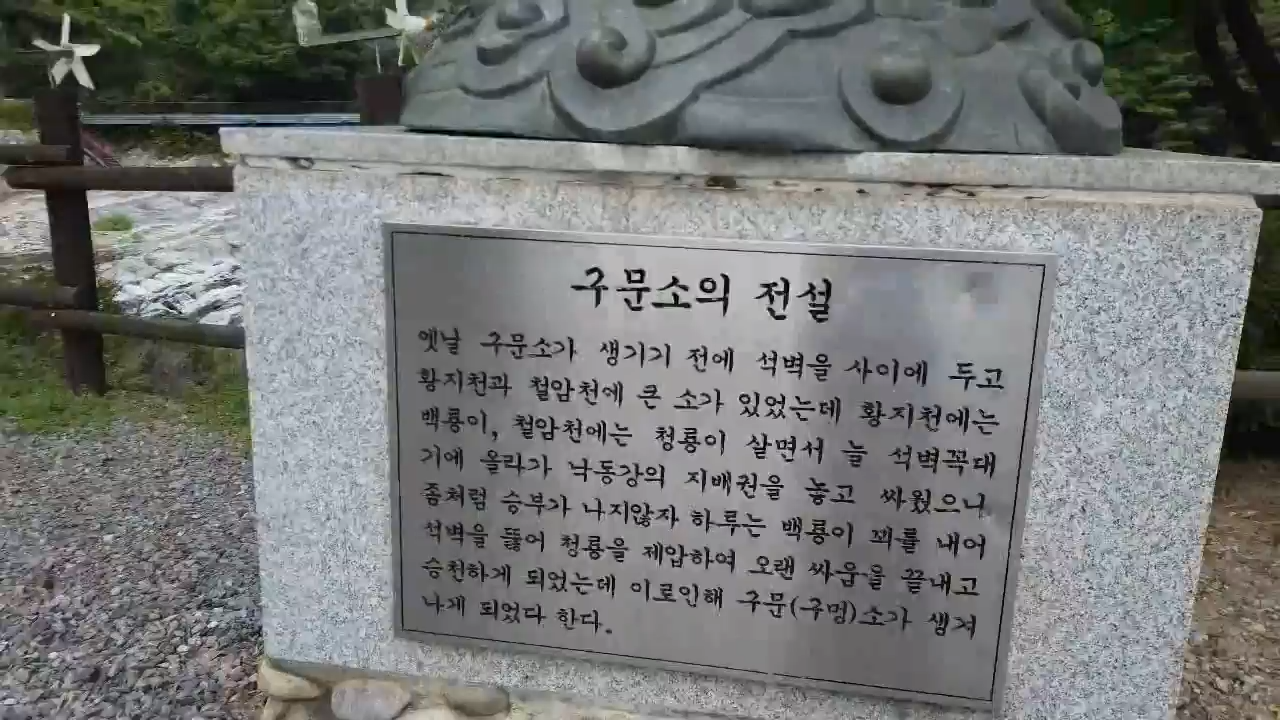 구문소의 전설
옛날 구문소가 생기기 전에 석벽을 사이에 두고
황지천과 철암천에 큰 소가 있었는데 황지천에는
백룡이, 철암천에는 청룡이 살면서 늘 석벽꼭대
기에 올라가 낙동강의 지배권을 놓고 싸웠으나
좀처럼 승부가 나지않자 하루는 백룡이 꾀를 내어
석벽을 뚫어 청룡을 제압하여 오랜 싸움을 끝내고
승천하게 되었는데 이로인해 구문(구멍)소가 생겨
나게 되었다 한다.